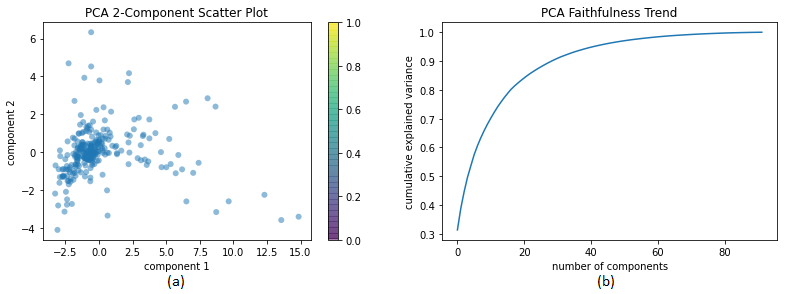 PCA 2-Component Scatter Plot
6
4
2
0
−2
−4
−2.5 0.0 2.5 5.0 7.5 10.0 12.5 15.0
component 1
component 2
1.0
0.8
0.6
0.4
0.2
0.0
(a)
PCA Faithfulness Trend
1.0
0.9
0.8
0.7
0.6
0.5
0.4
0.3
0 20 40 60 80
number of components
cumulative explained variance
(b)